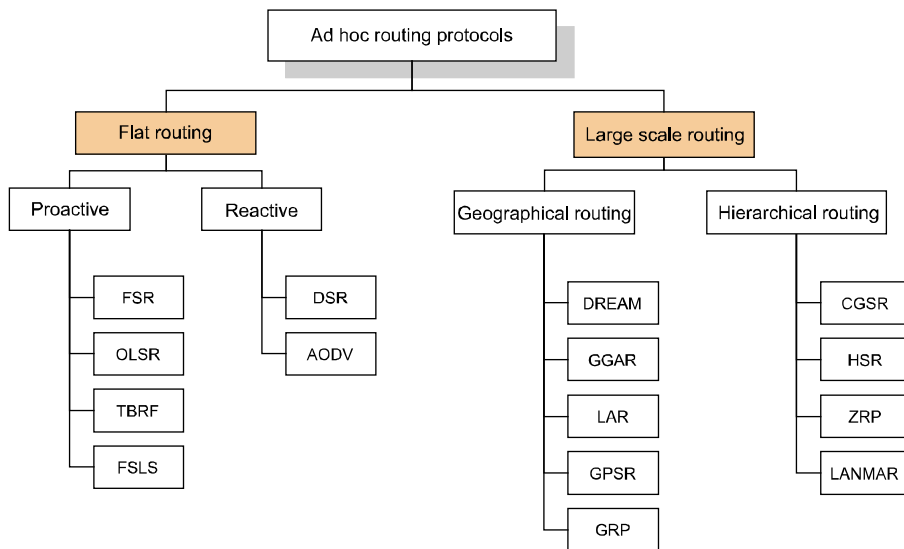 Ad hoc routing protocols
Flat routing
Large scale routing
Proactive
Reactive
Geographical routing
Hierarchical routing
FSR
DSR
DREAM
CGSR
OLSR
AODV
GGAR
HSR
TBRF
LAR
ZRP
FSLS
GPSR
LANMAR
GRP